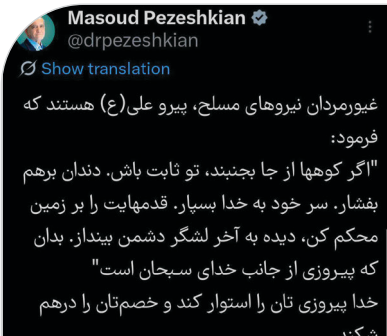 Masoud Pezeshkian
@drpezeshkian
Show translation
غیورمردان نیروهای مسلح، پیرو علی(ع) هستند که
فرمود:
"اگر کوهها از جا بجنبند، تو ثابت باش. دندان برهم
بفشار. سر خود به خدا بسپار. قدمهایت را بر زمین
محکم کن، دیده به آخر لشگر دشمن بینداز. بدان
که پیروزی از جانب خدای سبحان است"
خدا پیروزی تان را استوار کند و خصم‌تان را درهم